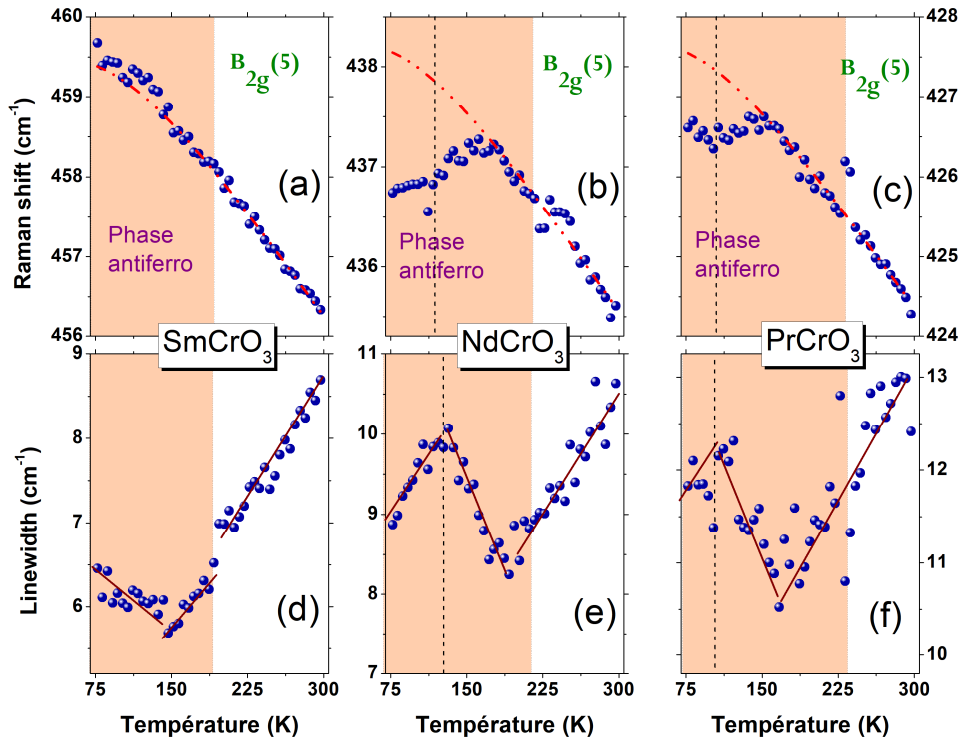 460
459
458
457
456
Raman shift (cm⁻¹)
B₂g(5)
(a)
Phase
antiferro
438
437
436
B₂g(5)
(b)
Phase
antiferro
428
427
426
425
424
B₂g(5)
(c)
Phase
antiferro
SmCrO₃
NdCrO₃
PrCrO₃
9
8
7
6
Linewidth (cm⁻¹)
(d)
11
10
9
8
7
(e)
13
12
11
10
(f)
75 150 225 300
75 150 225 300
75 150 225 300
Température (K)
Température (K)
Température (K)